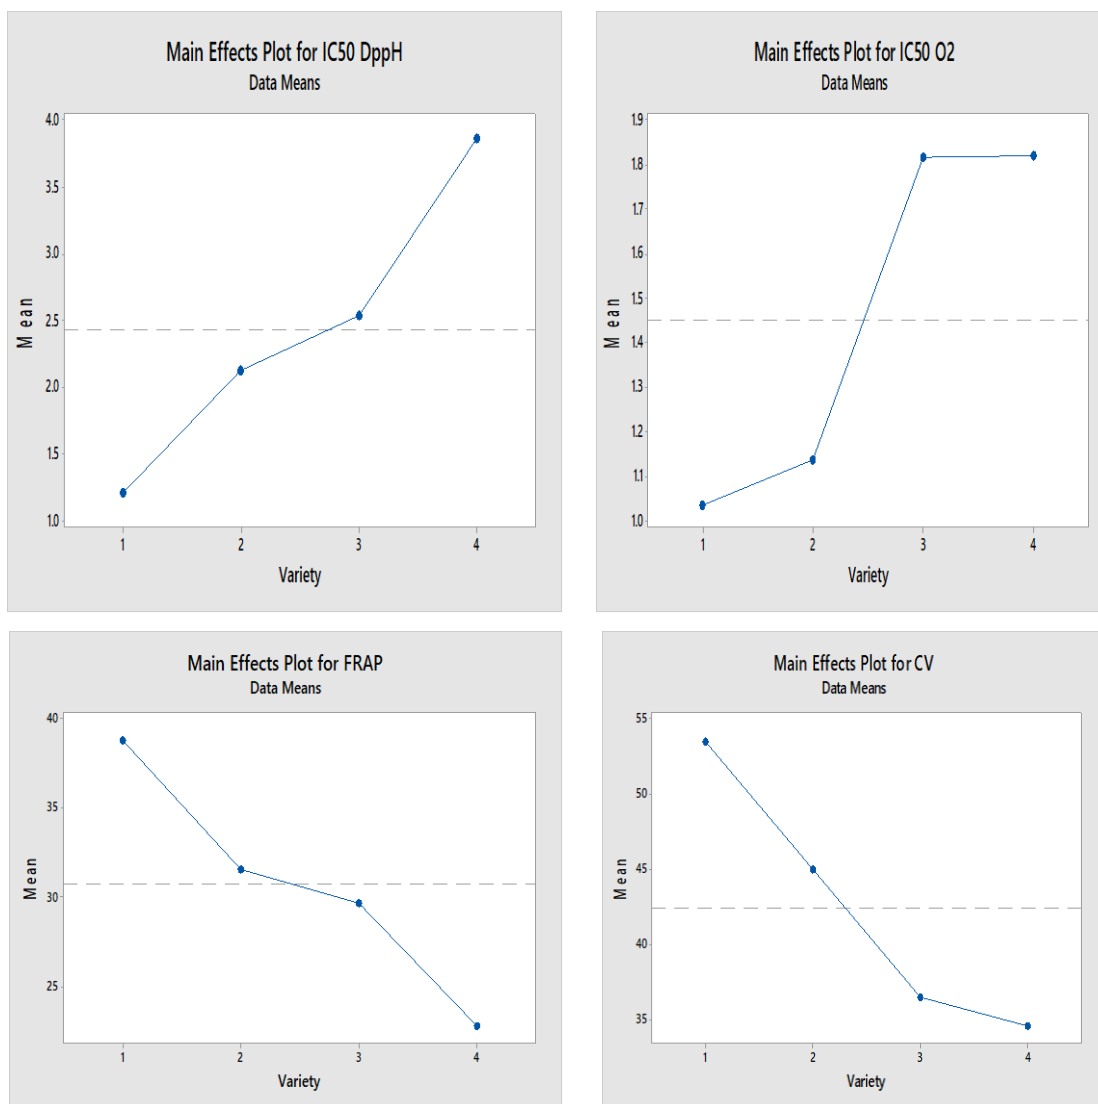 Main Effects Plot for IC50 DppH
Data Means
4.0
3.5
3.0
2.5
2.0
1.5
1.0
Mean
1 2 3 4
Variety
Main Effects Plot for IC50 O2
Data Means
1.9
1.8
1.7
1.6
1.5
1.4
1.3
1.2
1.1
1.0
Mean
1 2 3 4
Variety
Main Effects Plot for FRAP
Data Means
40
35
30
25
Mean
1 2 3 4
Variety
Main Effects Plot for CV
Data Means
55
50
45
40
35
Mean
1 2 3 4
Variety